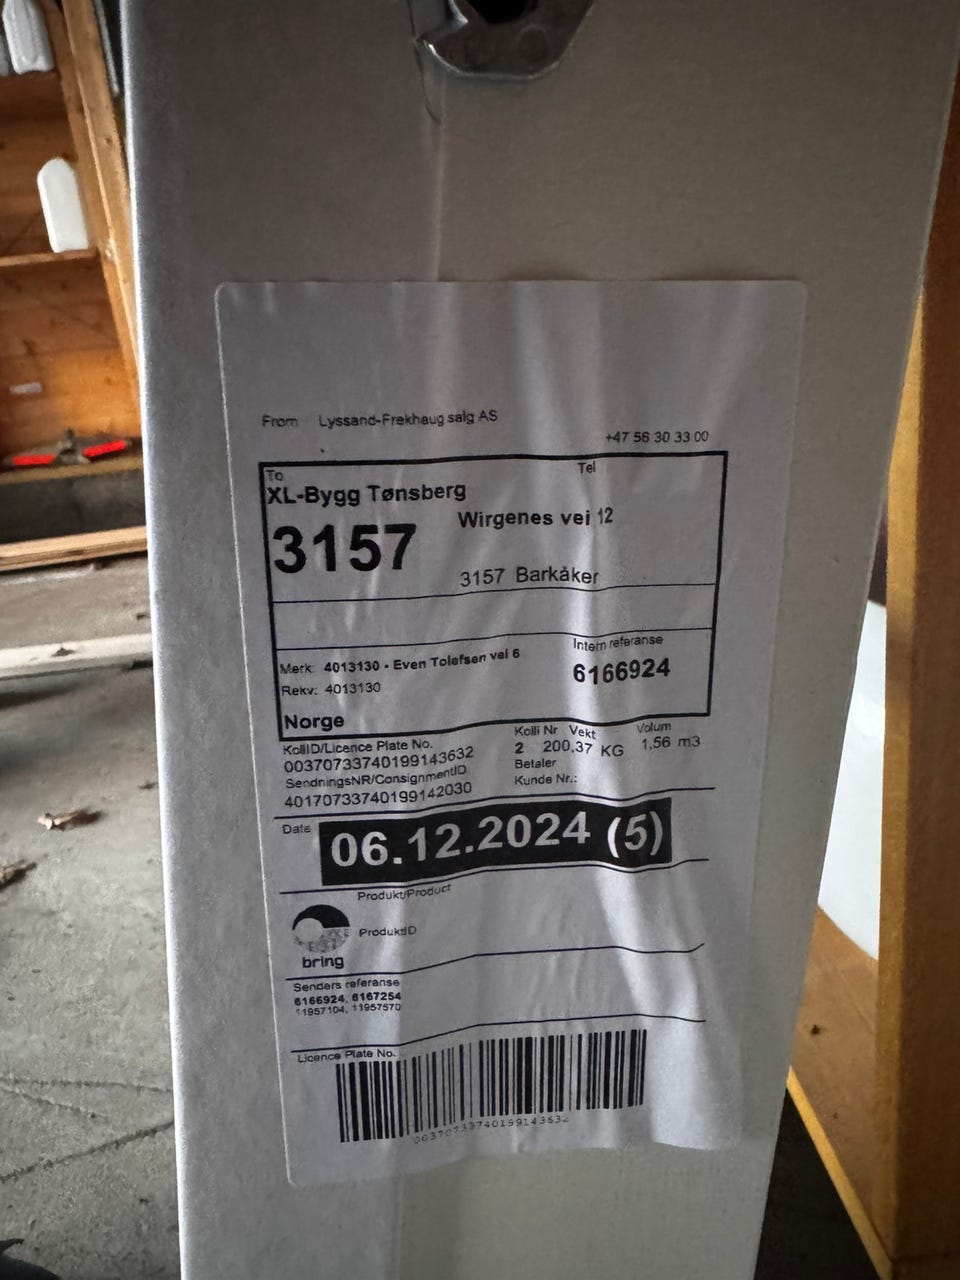 From Lyssand-Frekhaug salg AS
+47 56 30 33 00
To Tel
XL-Bygg Tønsberg
Wirgenes vei 12
3157
3157 Barkåker
Intern referanse
Merk: 4013130 - Even Tolefsen vei 6
6166924
Rekv: 4013130
Norge
KolliID/Licence Plate No. Kolli Nr Vekt Volum
00370733740199143632 2 200,37 KG 1,56 m3
SendningsNR/ConsignmentID Betaler
40170733740199142030 Kunde Nr.:
Date 06.12.2024 (5)
Produkt/Product
ProduktID
bring
Senders referanse
6166924, 6167254
11957104, 11957570
Licence Plate No.
00370733740199143632